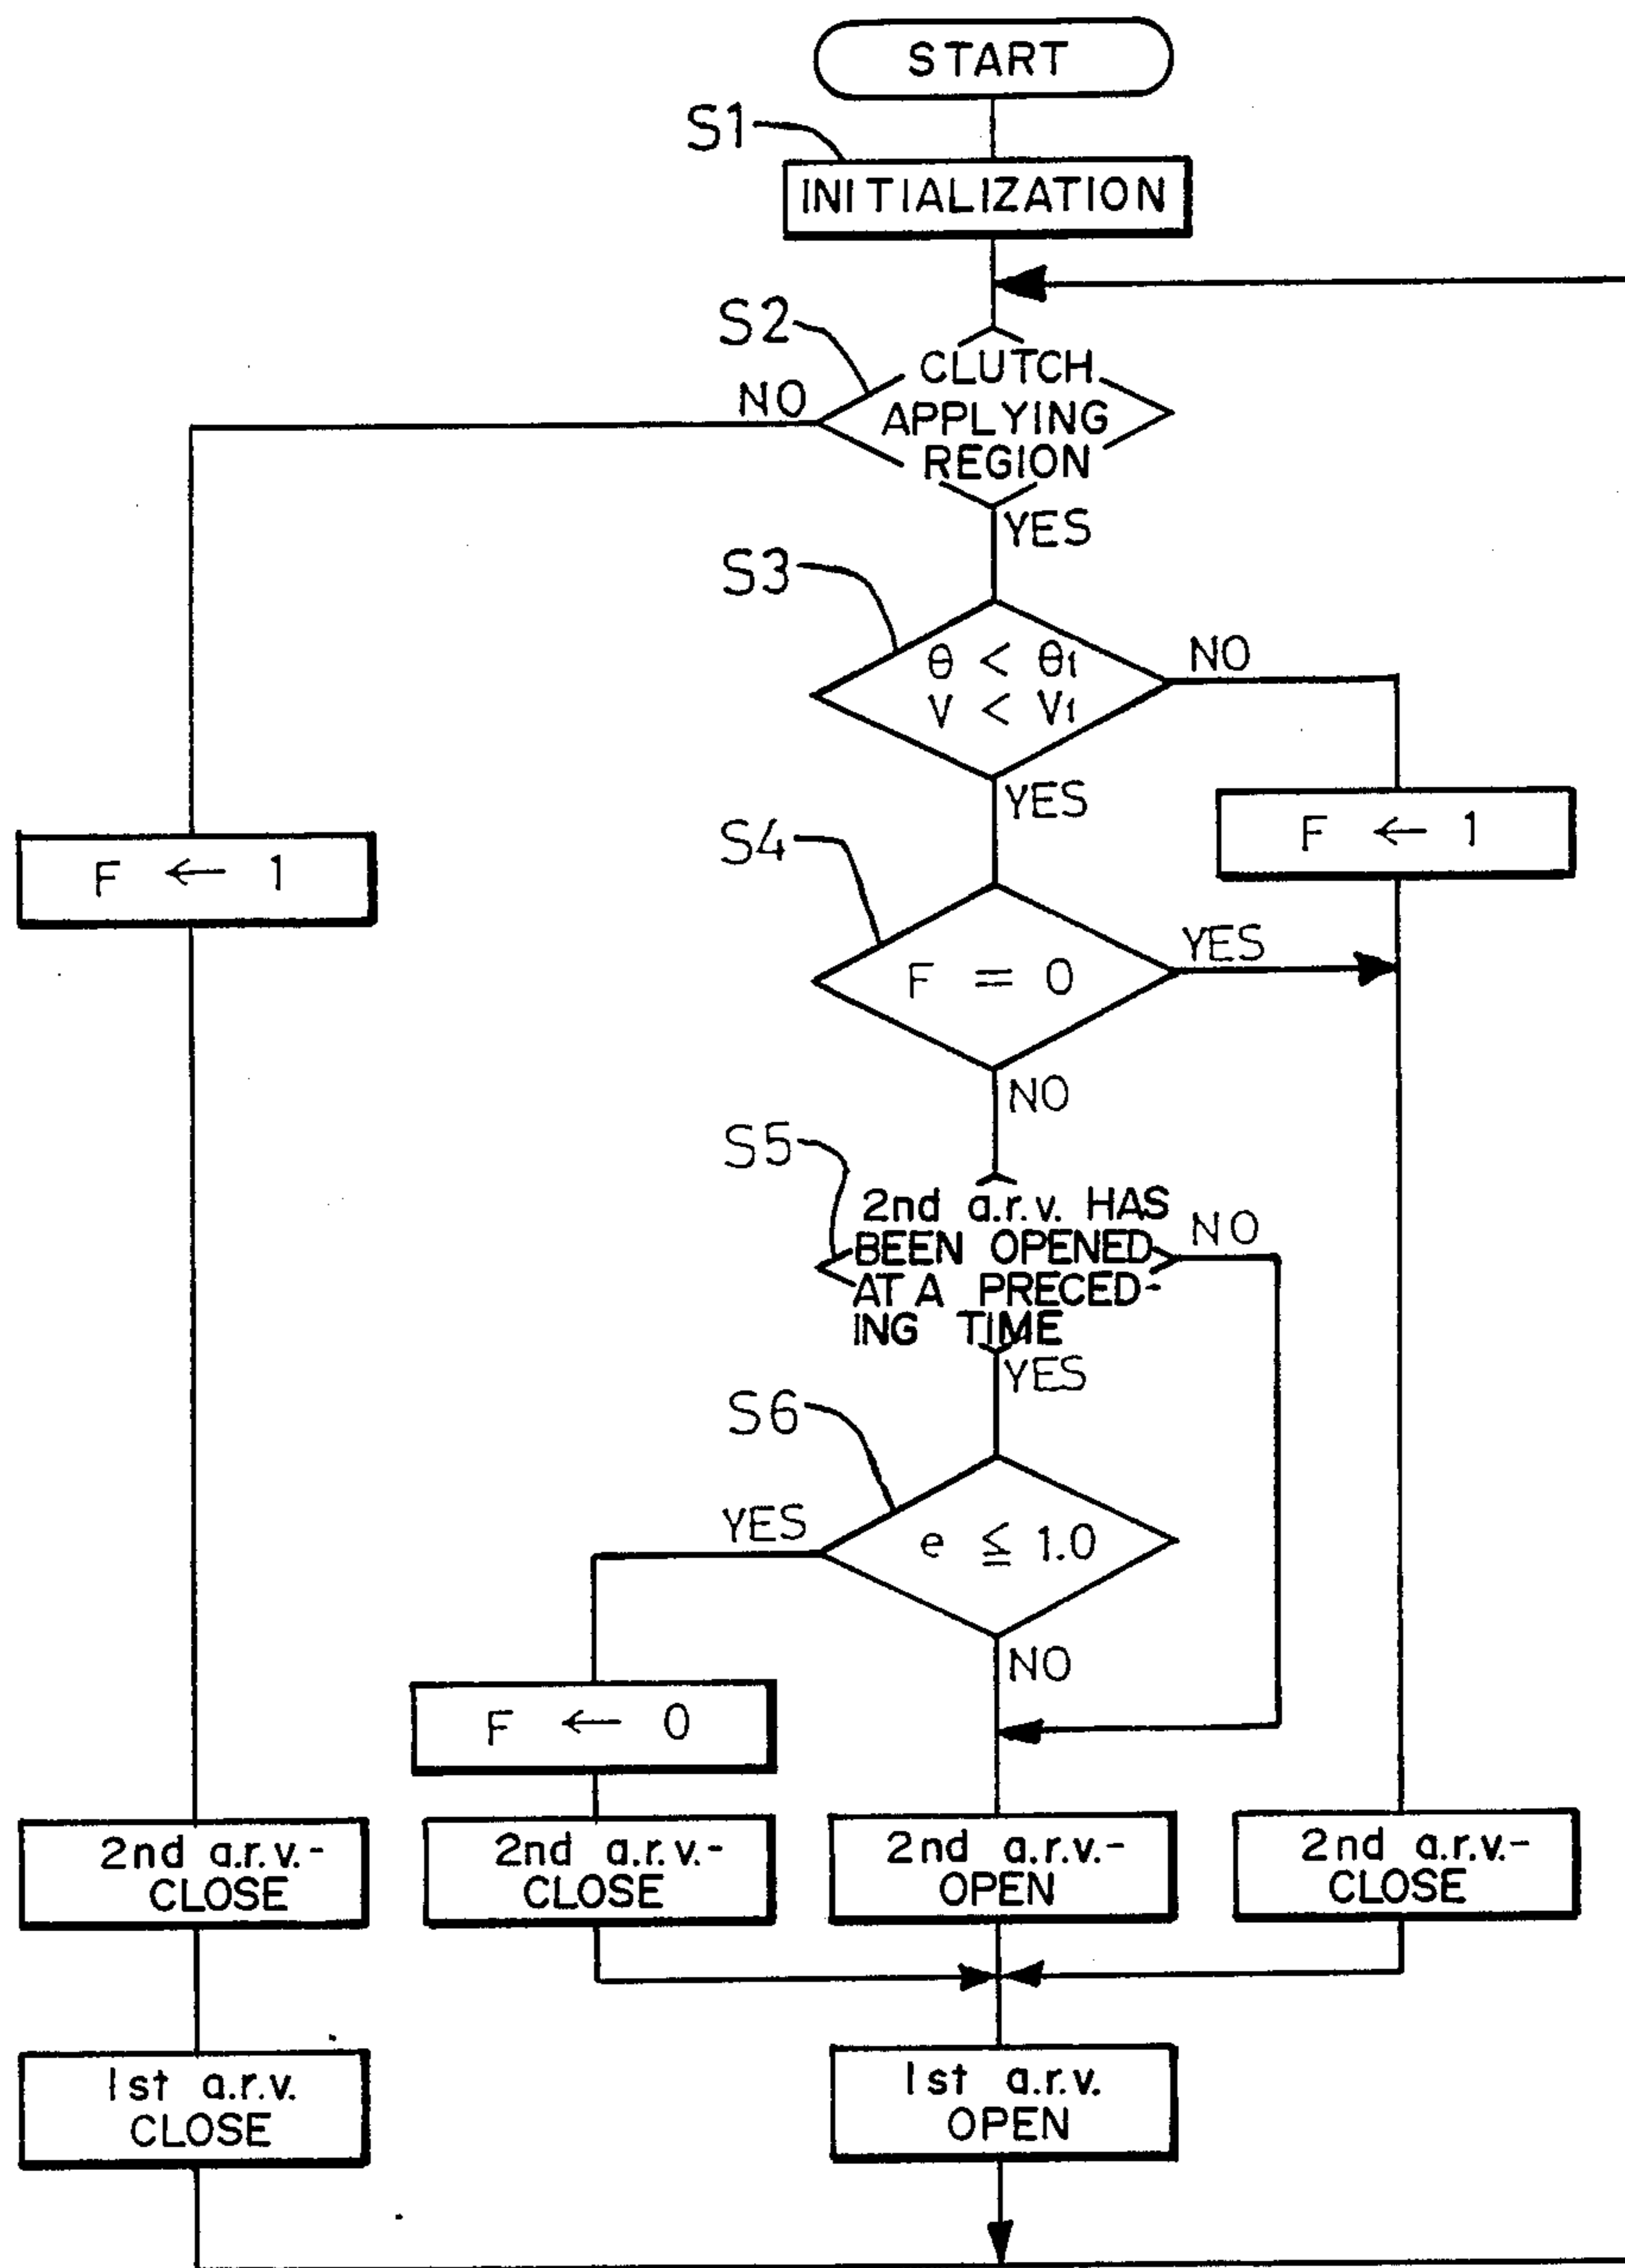 START
S1
INITIALIZATION
S2
NO
CLUTCH
APPLYING
REGION
YES
S3
θ < θ1
V < V1
NO
YES
F ← 1
F ← 1
S4
F = 0
YES
NO
S5
2nd a.r.v. HAS
BEEN OPENED
AT A PRECED-
ING TIME
NO
YES
S6
YES
e ≦ 1.0
NO
F ← 0
2nd a.r.v.-
CLOSE
2nd a.r.v.-
CLOSE
2nd a.r.v.-
OPEN
2nd a.r.v.-
CLOSE
1st a.r.v.
CLOSE
1st a.r.v.
OPEN